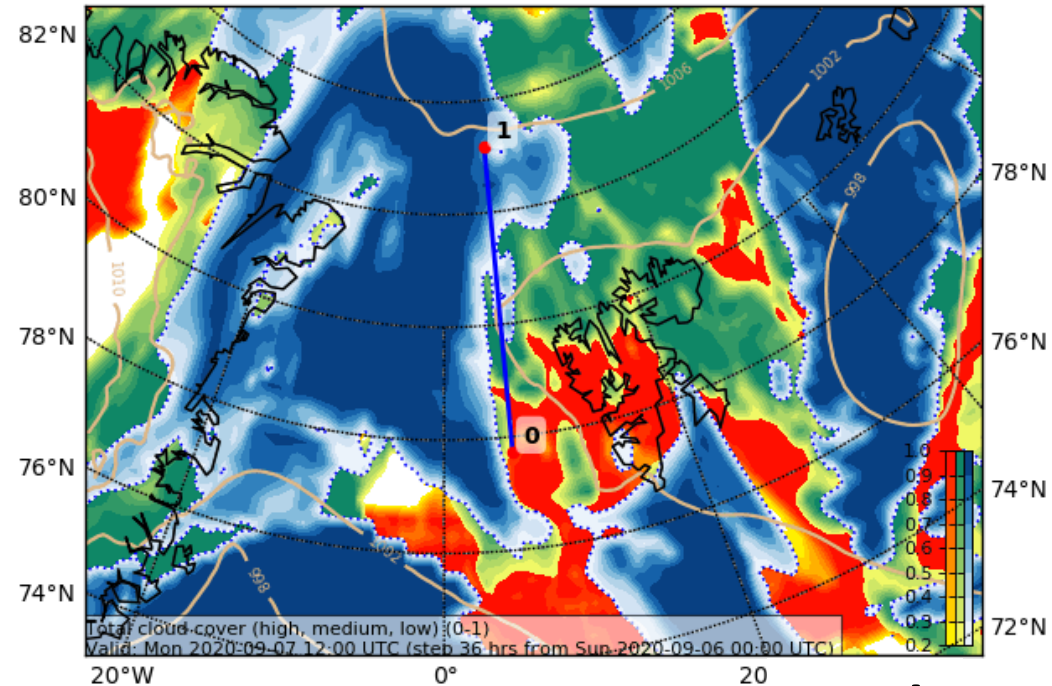 82°N
80°N
78°N
76°N
74°N
78°N
76°N
74°N
72°N
20°W
0°
20
1006
1002
998
1010
998
1
0
1.0
0.9
0.8
0.7
0.6
0.5
0.4
0.3
0.2
Total cloud cover (high, medium, low) (0-1)
Valid: Mon 2020-09-07 12:00 UTC (step 36 hrs from Sun 2020-09-06 00:00 UTC)